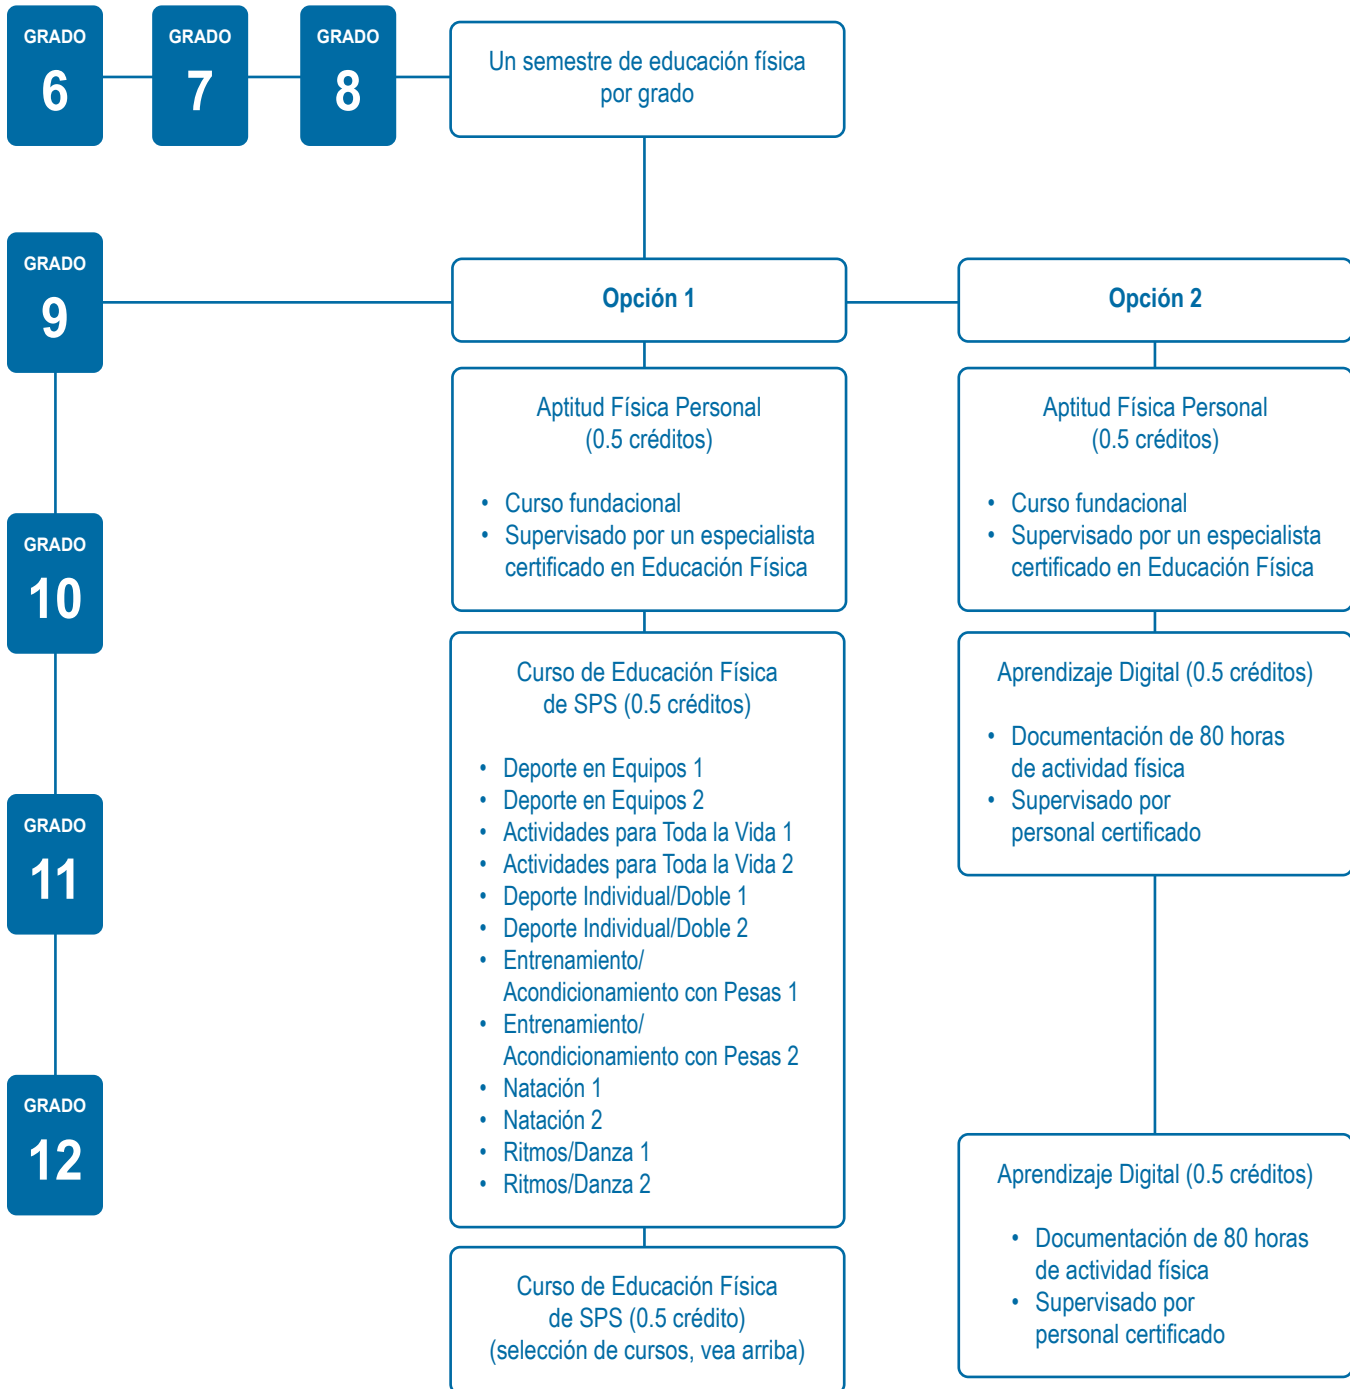 GRADO
6
GRADO
7
GRADO
8
Un semestre de educación física
por grado
GRADO
9
Opción 1
Opción 2
Aptitud Física Personal
(0.5 créditos)
• Curso fundacional
• Supervisado por un especialista
certificado en Educación Física
Aptitud Física Personal
(0.5 créditos)
• Curso fundacional
• Supervisado por un especialista
certificado en Educación Física
GRADO
10
Curso de Educación Física
de SPS (0.5 créditos)
• Deporte en Equipos 1
• Deporte en Equipos 2
• Actividades para Toda la Vida 1
• Actividades para Toda la Vida 2
• Deporte Individual/Doble 1
• Deporte Individual/Doble 2
• Entrenamiento/
Acondicionamiento con Pesas 1
• Entrenamiento/
Acondicionamiento con Pesas 2
• Natación 1
• Natación 2
• Ritmos/Danza 1
• Ritmos/Danza 2
Aprendizaje Digital (0.5 créditos)
• Documentación de 80 horas
de actividad física
• Supervisado por
personal certificado
GRADO
11
GRADO
12
Curso de Educación Física
de SPS (0.5 crédito)
(selección de cursos, vea arriba)
Aprendizaje Digital (0.5 créditos)
• Documentación de 80 horas
de actividad física
• Supervisado por
personal certificado